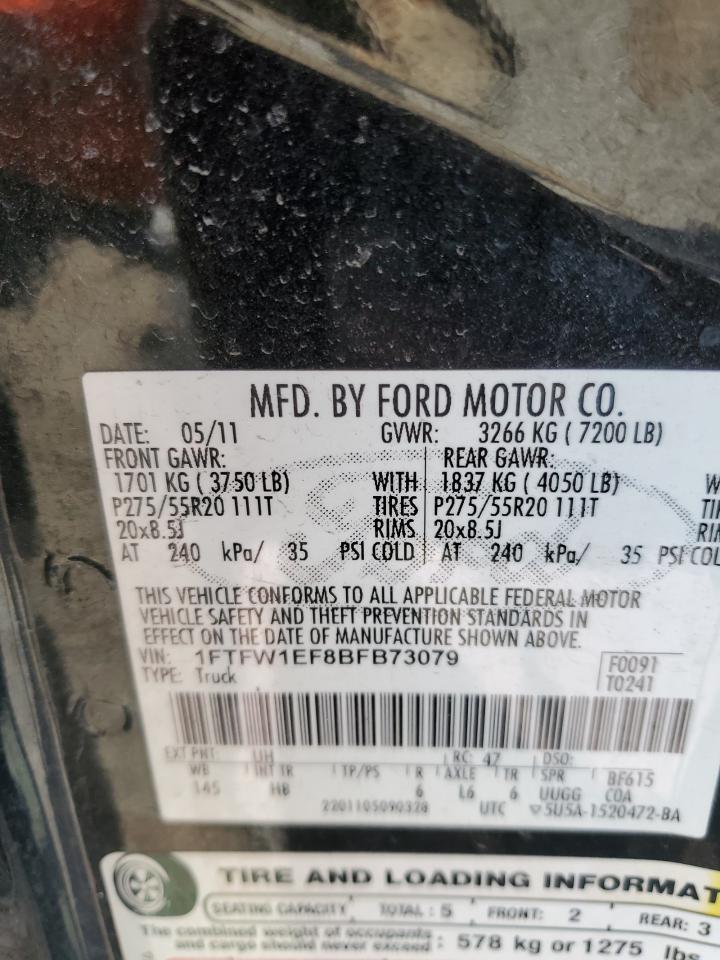 MFD. BY FORD MOTOR CO.
DATE: 05/11 GVWR: 3266 KG ( 7200 LB)
FRONT GAWR: REAR GAWR:
1701 KG ( 3750 LB) WITH 1837 KG ( 4050 LB) W
P275/55R20 111T TIRES P275/55R20 111T TI
20x8.5J RIMS 20x8.5J RI
AT 240 kPa/ 35 PSI COLD AT 240 kPa/ 35 PSI COL
THIS VEHICLE CONFORMS TO ALL APPLICABLE FEDERAL MOTOR
VEHICLE SAFETY AND THEFT PREVENTION STANDARDS IN
EFFECT ON THE DATE OF MANUFACTURE SHOWN ABOVE.
VIN: 1FTFW1EF8BFB73079 F0091
TYPE: Truck T0241
EXT PNT: UH RC: 47 DSO:
WB INT TR TP/PS R AXLE TR SPR BF615
145 HB 6 L6 6 UUGG COA
2201105090328 UTC ▽5U5A-1520472-BA
TIRE AND LOADING INFORMAT
SEATING CAPACITY TOTAL : 5 FRONT: 2 REAR: 3
The combined weight of occupants
and cargo should never exceed : 578 kg or 1275 lbs